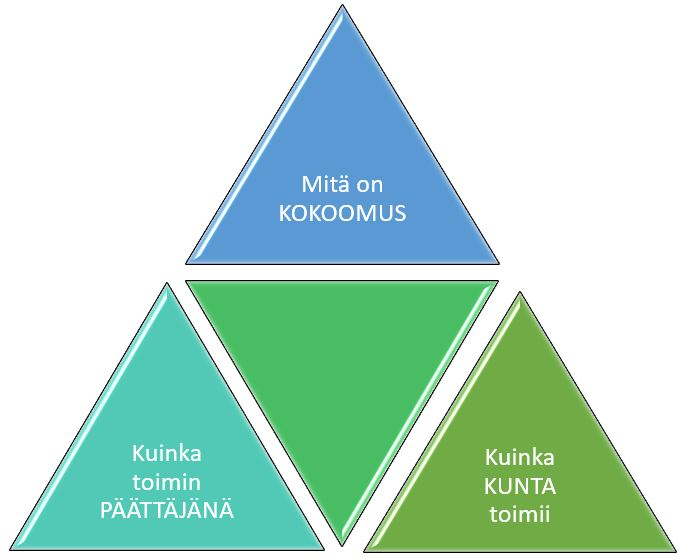 Mitä on
KOKOOMUS
Kuinka
toimin
PÄÄTTÄJÄNÄ
Kuinka
KUNTA
toimii